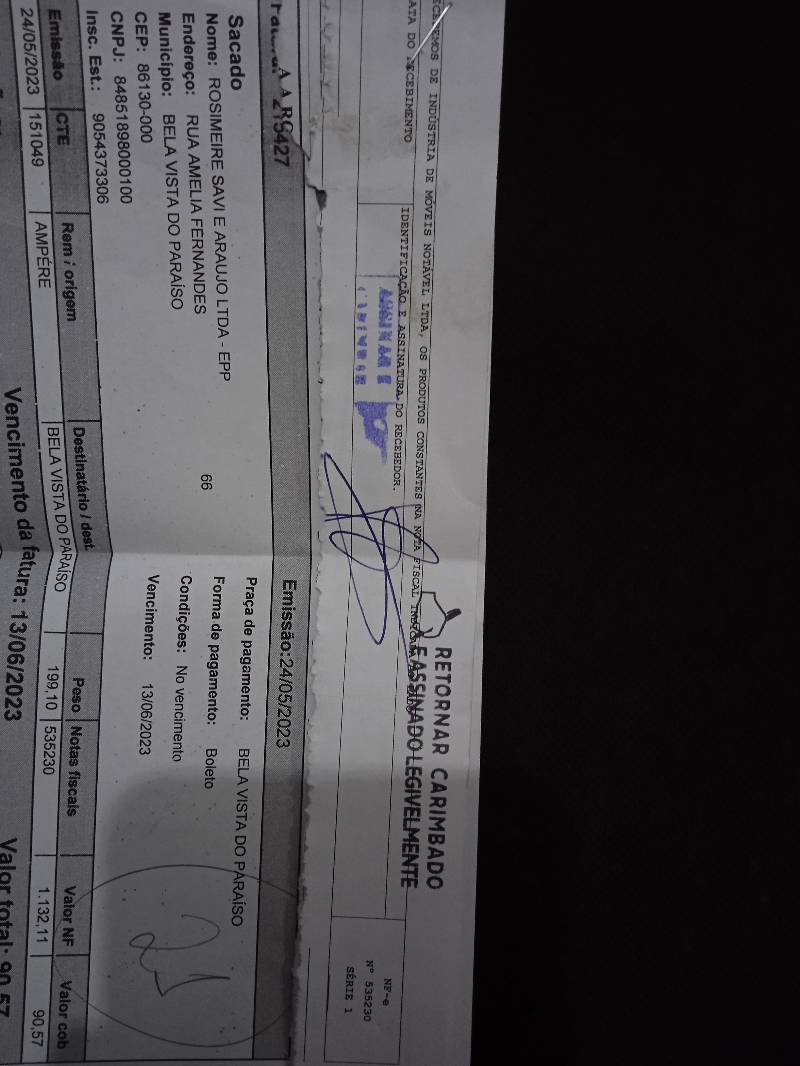 RETORNAR CARIMBADO
E ASSINADO LEGIVELMENTE
RECEBEMOS DE INDÚSTRIA DE MÓVEIS NOTÁVEL LTDA, OS PRODUTOS CONSTANTES NA NOTA FISCAL
DATA DO RECEBIMENTO
IDENTIFICAÇÃO E ASSINATURA DO RECEBEDOR.
NF-e
Nº 535230
SÉRIE 1
215427
Emissão:24/05/2023
Sacado
Nome: ROSIMEIRE SAVI E ARAUJO LTDA - EPP
Endereço: RUA AMELIA FERNANDES 66
Município: BELA VISTA DO PARAÍSO
CEP: 86130-000
CNPJ: 84851898000100
Insc. Est.: 9054373306
Praça de pagamento: BELA VISTA DO PARAÍSO
Forma de pagamento: Boleto
Condições: No vencimento
Vencimento: 13/06/2023
Emissão CTE Rem / origem Destinatário / dest. Peso Notas fiscais Valor NF Valor cob
24/05/2023 151049 AMPÉRE BELA VISTA DO PARAÍSO 199,10 535230 1.132,11 90,57
Vencimento da fatura: 13/06/2023 Valor total: 90,57